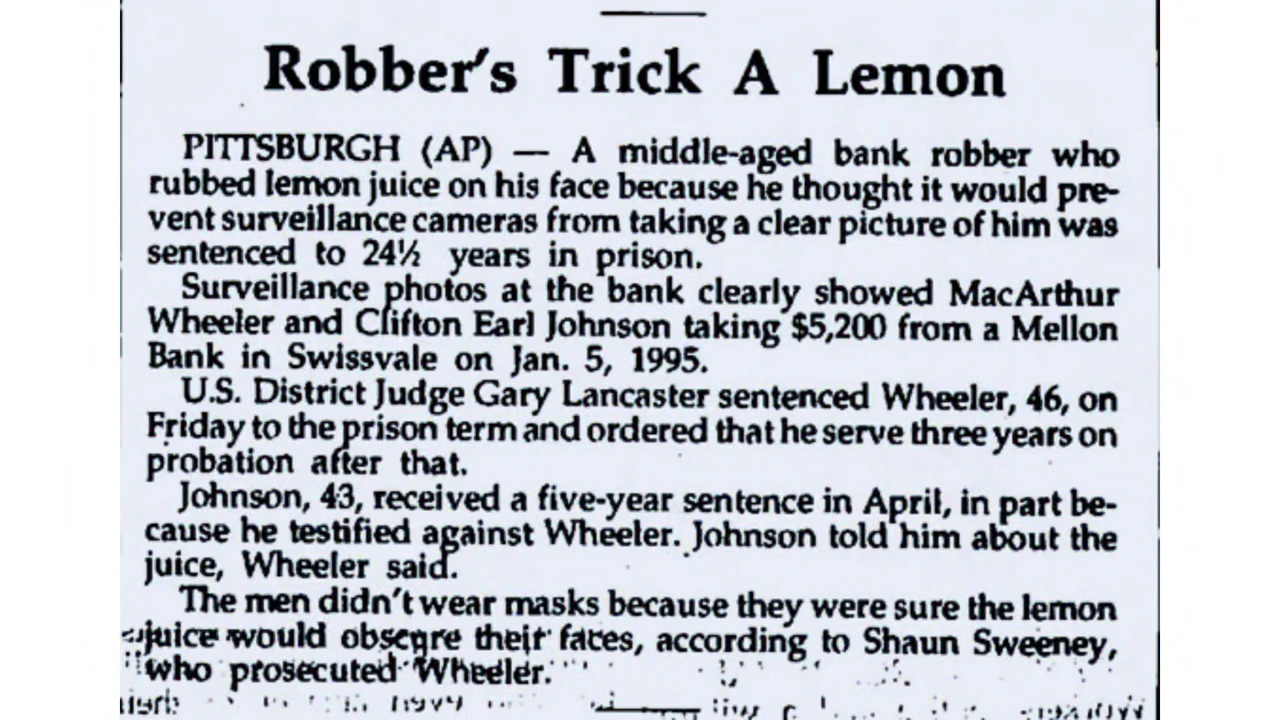 Robber's Trick A Lemon
PITTSBURGH (AP) — A middle-aged bank robber who
rubbed lemon juice on his face because he thought it would pre-
vent surveillance cameras from taking a clear picture of him was
sentenced to 24½ years in prison.
Surveillance photos at the bank clearly showed MacArthur
Wheeler and Clifton Earl Johnson taking $5,200 from a Mellon
Bank in Swissvale on Jan. 5, 1995.
U.S. District Judge Gary Lancaster sentenced Wheeler, 46, on
Friday to the prison term and ordered that he serve three years on
probation after that.
Johnson, 43, received a five-year sentence in April, in part be-
cause he testified against Wheeler. Johnson told him about the
juice, Wheeler said.
The men didn't wear masks because they were sure the lemon
juice would obscure their faces, according to Shaun Sweeney,
who prosecuted Wheeler.